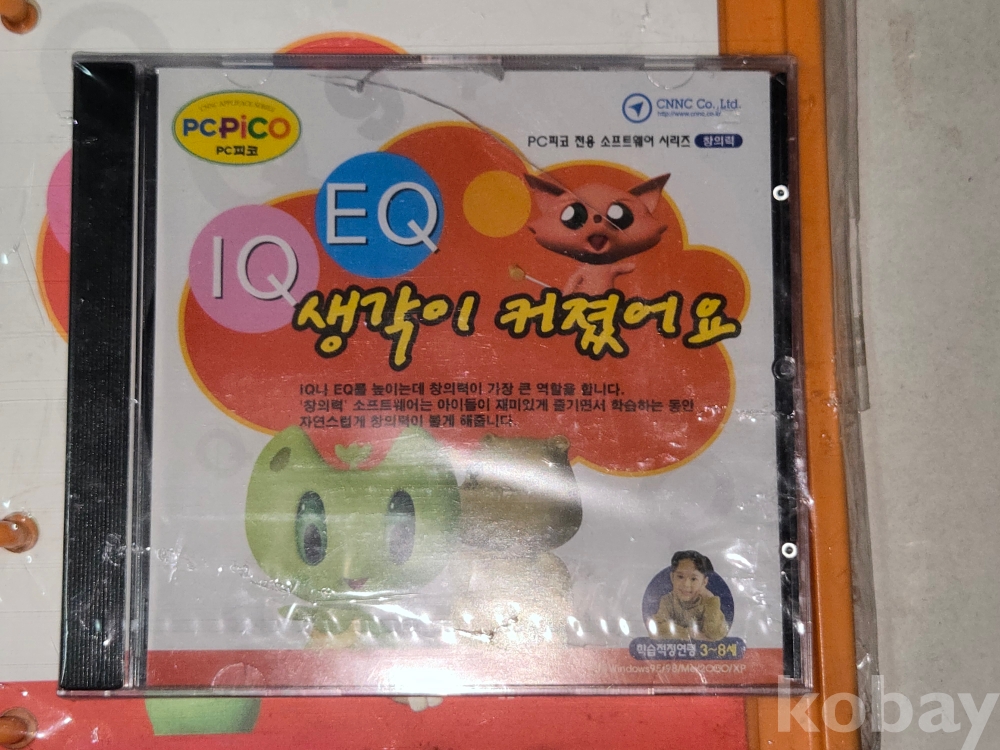 CNNC APPLIANCE SERIES
PCPiCO
PC피코
CNNC Co.,Ltd.
http://www.cnnc.co.kr
PC피코 전용 소프트웨어 시리즈 창의력
EQ
IQ
생각이 커졌어요
iQ나 EQ를 높이는데 창의력이 가장 큰 역할을 합니다.
'창의력' 소프트웨어는 아이들이 재미있게 즐기면서 학습하는 동안
자연스럽게 창의력이 붙게 해줍니다.
학습적정연령 3~8세
Windows95/98/Me/2000/XP
kobay